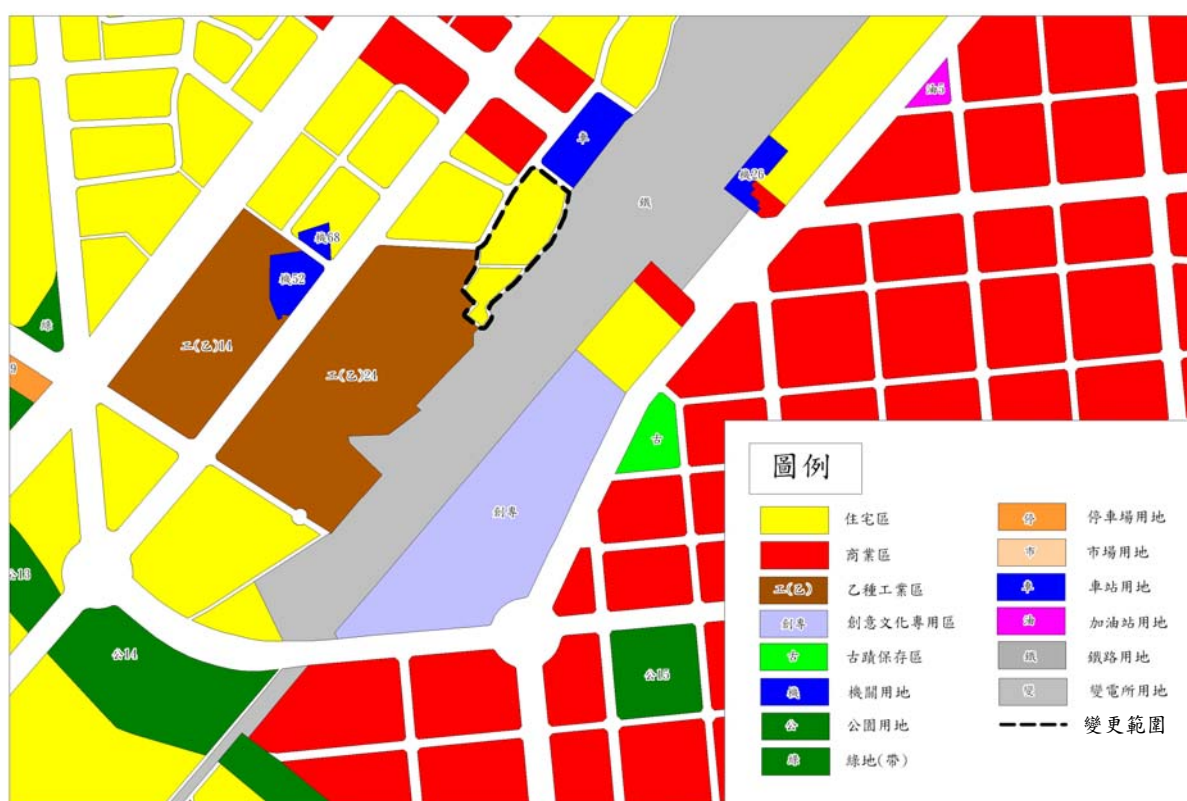 油5
車
機26
鐵
機68
機52
綠
工(乙)14
9
工(乙)24
古
創專
公13
公14
公15
圖例
住宅區
商業區
工(乙) 乙種工業區
創專 創意文化專用區
古 古蹟保存區
機 機關用地
公 公園用地
綠 綠地(帶)
停 停車場用地
市 市場用地
車 車站用地
油 加油站用地
鐵 鐵路用地
變 變電所用地
變更範圍